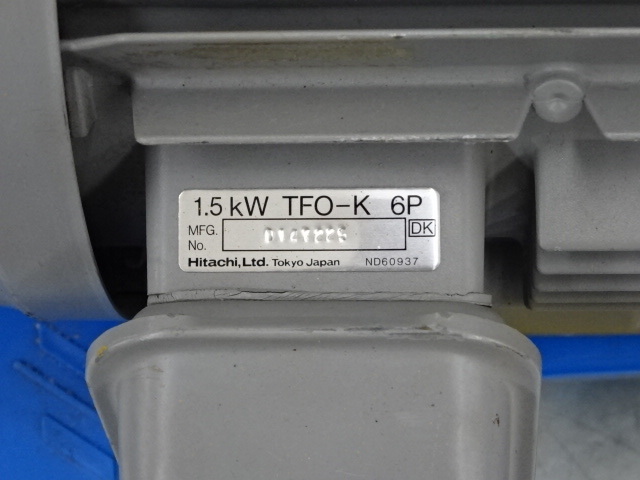 1.5 kW TFO-K 6P
MFG. No. DK
Hitachi, Ltd. Tokyo Japan ND60937